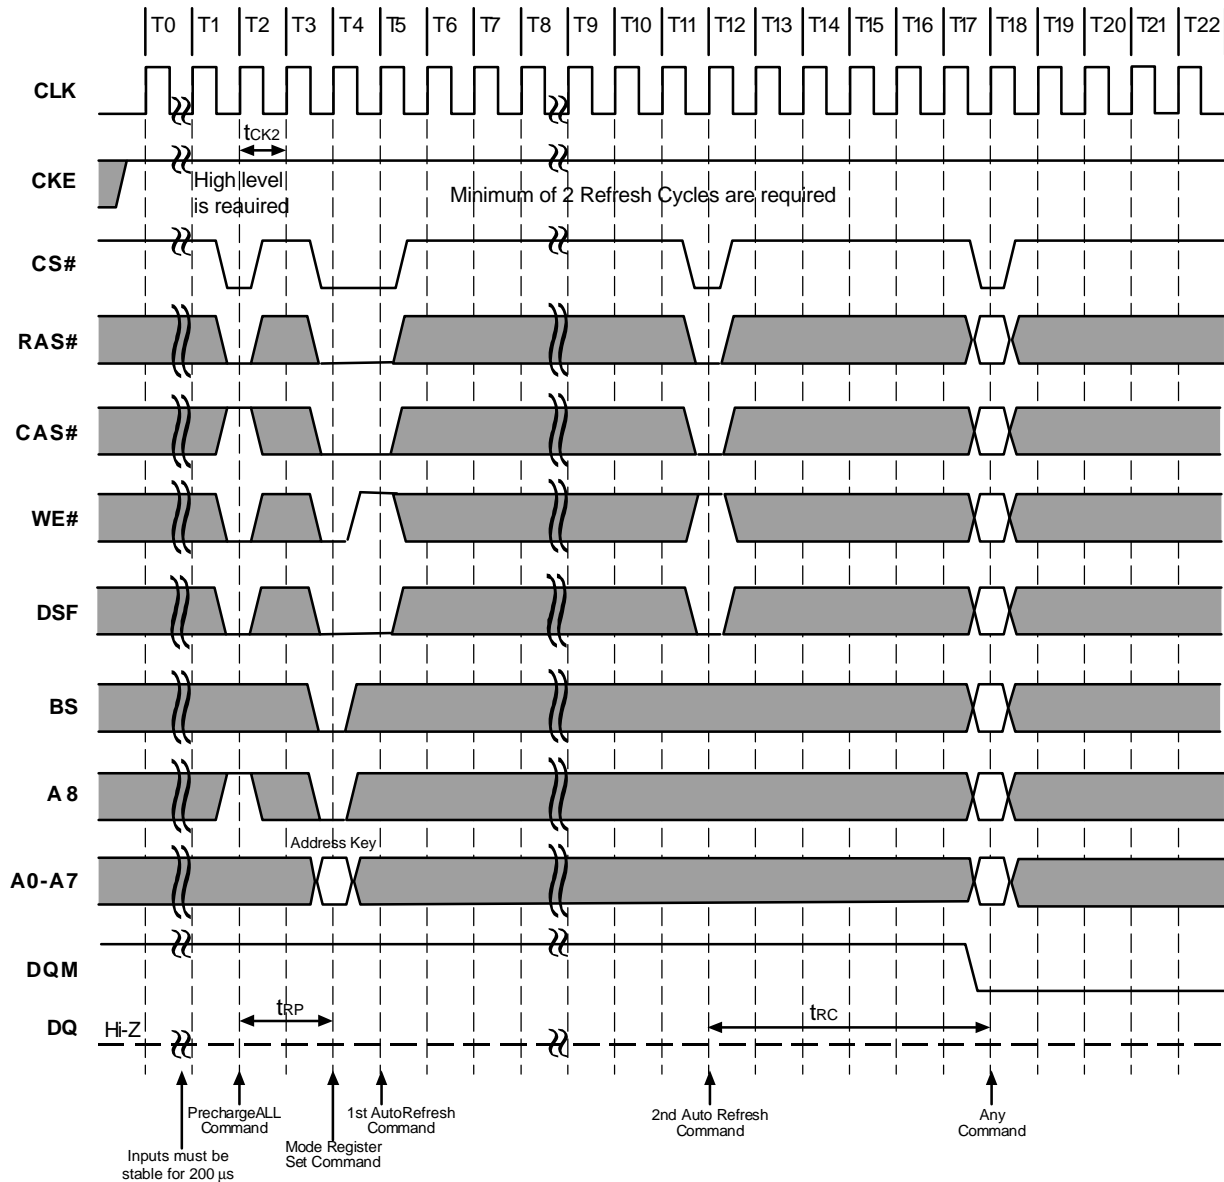 T0 T1 T2 T3 T4 T5 T6 T7 T8 T9 T10 T11 T12 T13 T14 T15 T16 T17 T18 T19 T20 T21 T22
CLK
tCK2
CKE
High level
is reauired
Minimum of 2 Refresh Cycles are required
CS#
RAS#
CAS#
WE#
DSF
BS
A8
Address Key
A0-A7
DQM
tRP
tRC
DQ
Hi-Z
PrechargeALL
Command
1st AutoRefresh
Command
2nd Auto Refresh
Command
Any
Command
Inputs must be
stable for 200 µs
Mode Register
Set Command